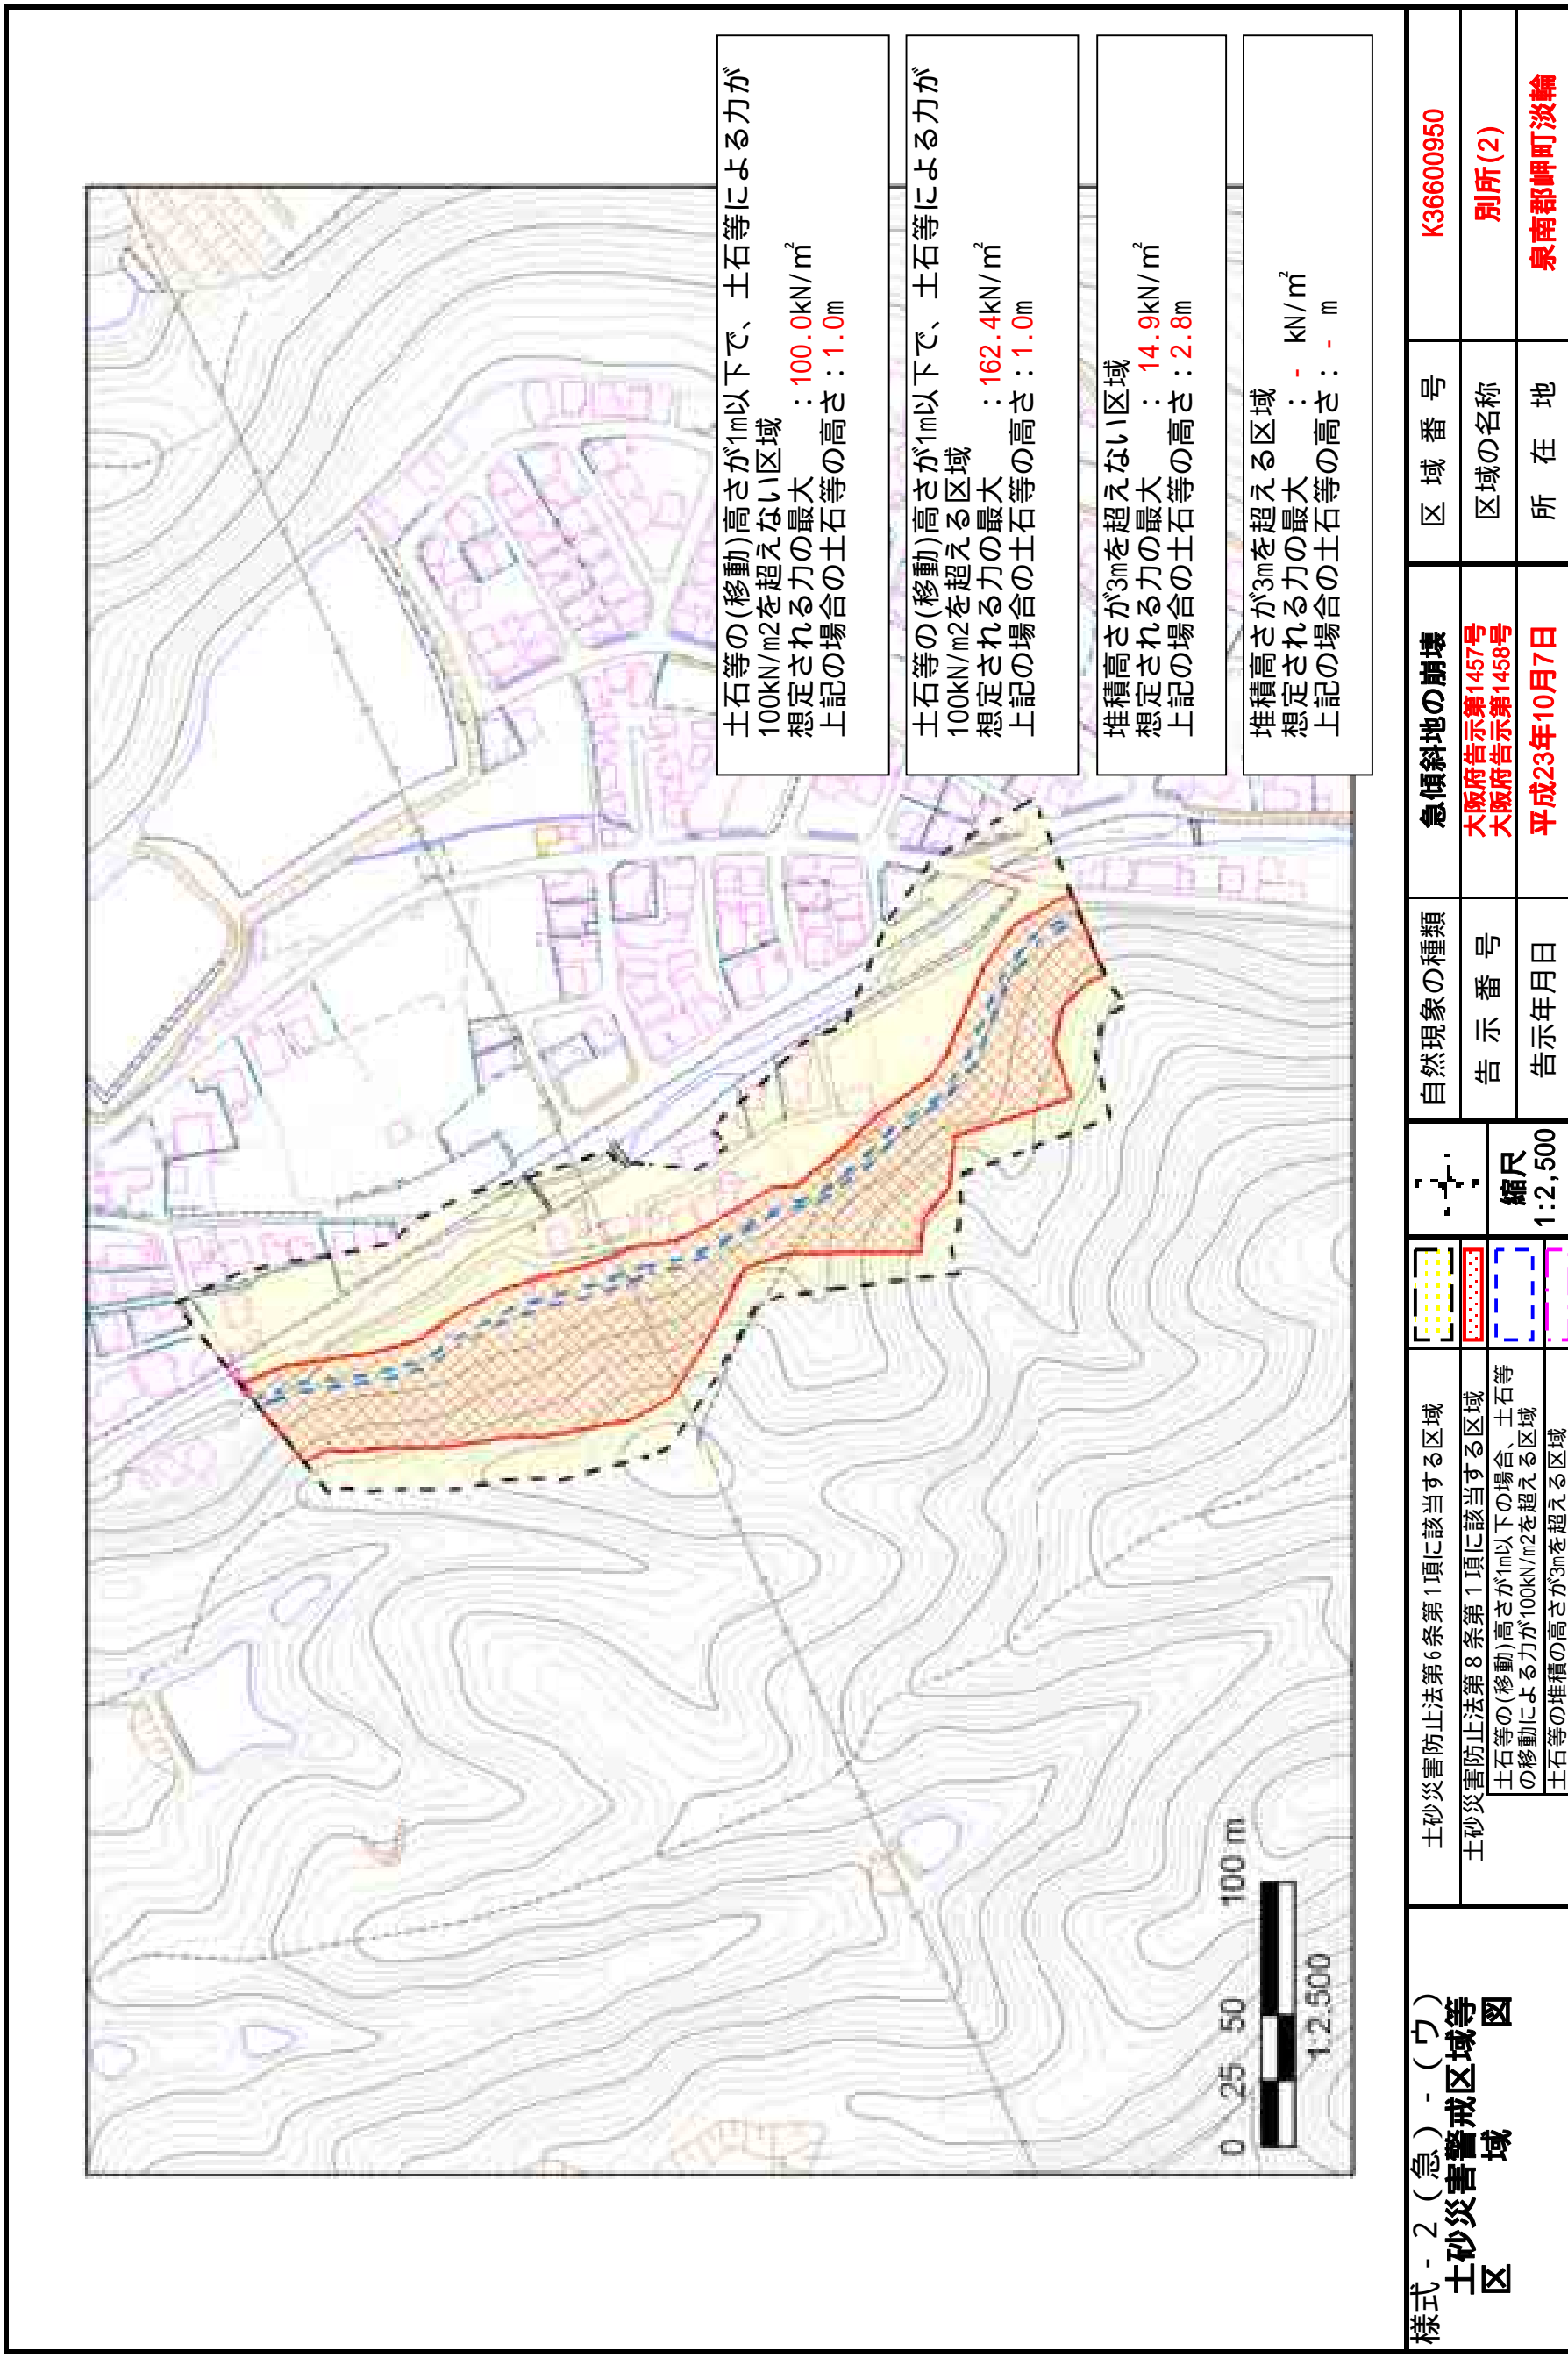 土石等の(移動)高さが1m以下で、土石等による力が
100kN/m2を超えない区域
想定される力の最大 : 100.0kN/㎡
上記の場合の土石等の高さ : 1.0m
土石等の(移動)高さが1m以下で、土石等による力が
100kN/m2を超える区域
想定される力の最大 : 162.4kN/㎡
上記の場合の土石等の高さ : 1.0m
堆積高さが3mを超えない区域
想定される力の最大 : 14.9kN/㎡
上記の場合の土石等の高さ : 2.8m
堆積高さが3mを超える区域
想定される力の最大 : - kN/㎡
上記の場合の土石等の高さ : - m
0 25 50 100 m
1:2.500
様式-2(急)-(ウ)
土砂災害警戒区域等
区 域 図
土砂災害防止法第6条第1項に該当する区域
土砂災害防止法第8条第1項に該当する区域
土石等の(移動)高さが1m以下の場合、土石等
の移動による力が100kN/m2を超える区域
土石等の堆積の高さが3mを超える区域
縮尺
1:2,500
自然現象の種類 急傾斜地の崩壊
告示番号 大阪府告示第1457号
大阪府告示第1458号
告示年月日 平成23年10月7日
区域番号 K36600950
区域の名称 別所(2)
所在地 泉南郡岬町淡輪